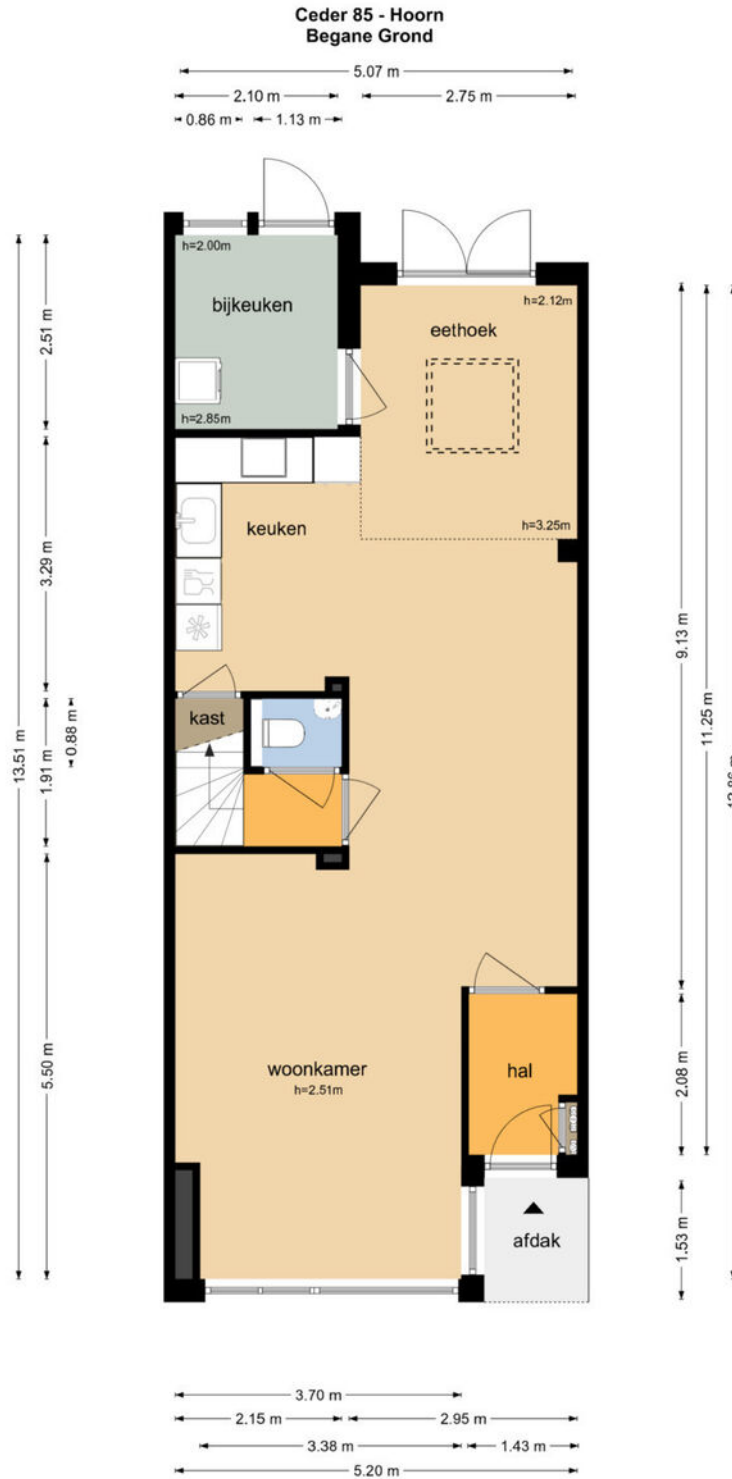 Ceder 85 - Hoorn
Begane Grond
5.07 m
2.10 m
2.75 m
0.86 m
1.13 m
h=2.00m
bijkeuken
h=2.85m
eethoek
h=2.12m
h=3.25m
keuken
kast
woonkamer
h=2.51m
hal
afdak
13.51 m
2.51 m
3.29 m
1.91 m
0.88 m
5.50 m
9.13 m
11.25 m
2.08 m
1.53 m
3.70 m
2.15 m
2.95 m
3.38 m
1.43 m
5.20 m